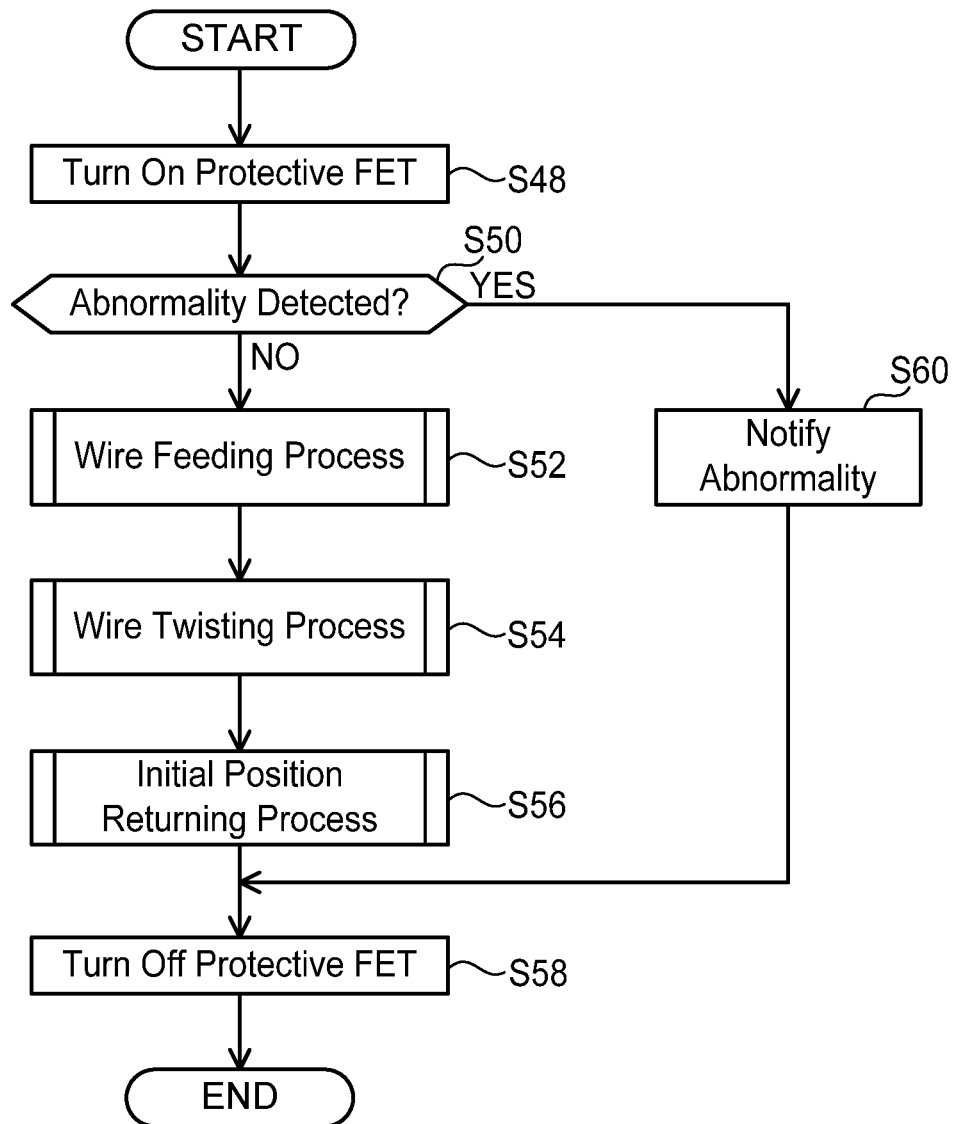 START
Turn On Protective FET
S48
S50
Abnormality Detected?
YES
NO
S60
Notify
Abnormality
Wire Feeding Process
S52
Wire Twisting Process
S54
Initial Position
Returning Process
S56
Turn Off Protective FET
S58
END